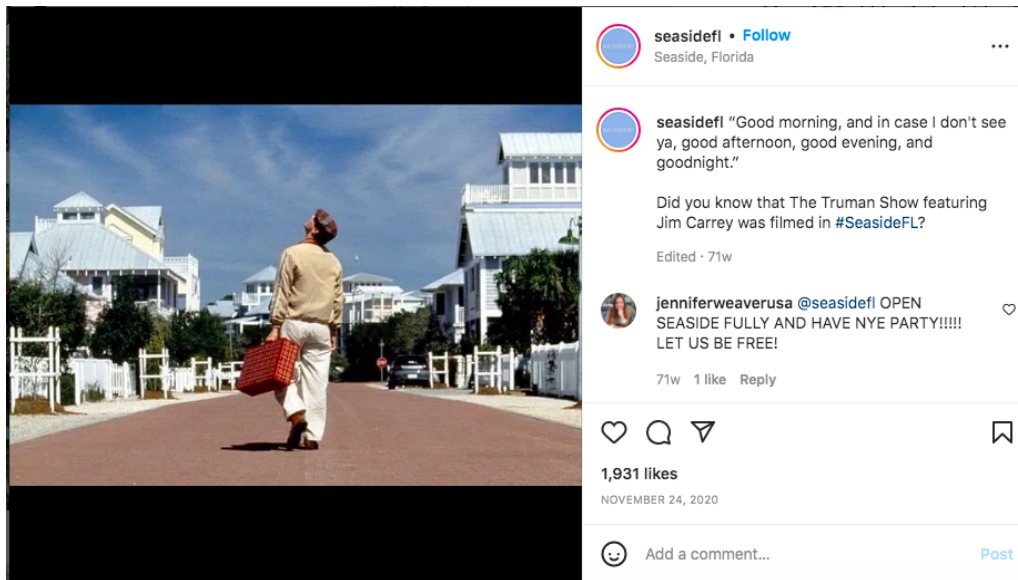 seasidefl • Follow
Seaside, Florida
seasidefl “Good morning, and in case I don't see
ya, good afternoon, good evening, and
goodnight.”
Did you know that The Truman Show featuring
Jim Carrey was filmed in #SeasideFL?
Edited · 71w
jenniferweaverusa @seasidefl OPEN
SEASIDE FULLY AND HAVE NYE PARTY!!!!!
LET US BE FREE!
71w 1 like Reply
1,931 likes
NOVEMBER 24, 2020
Add a comment...
Post